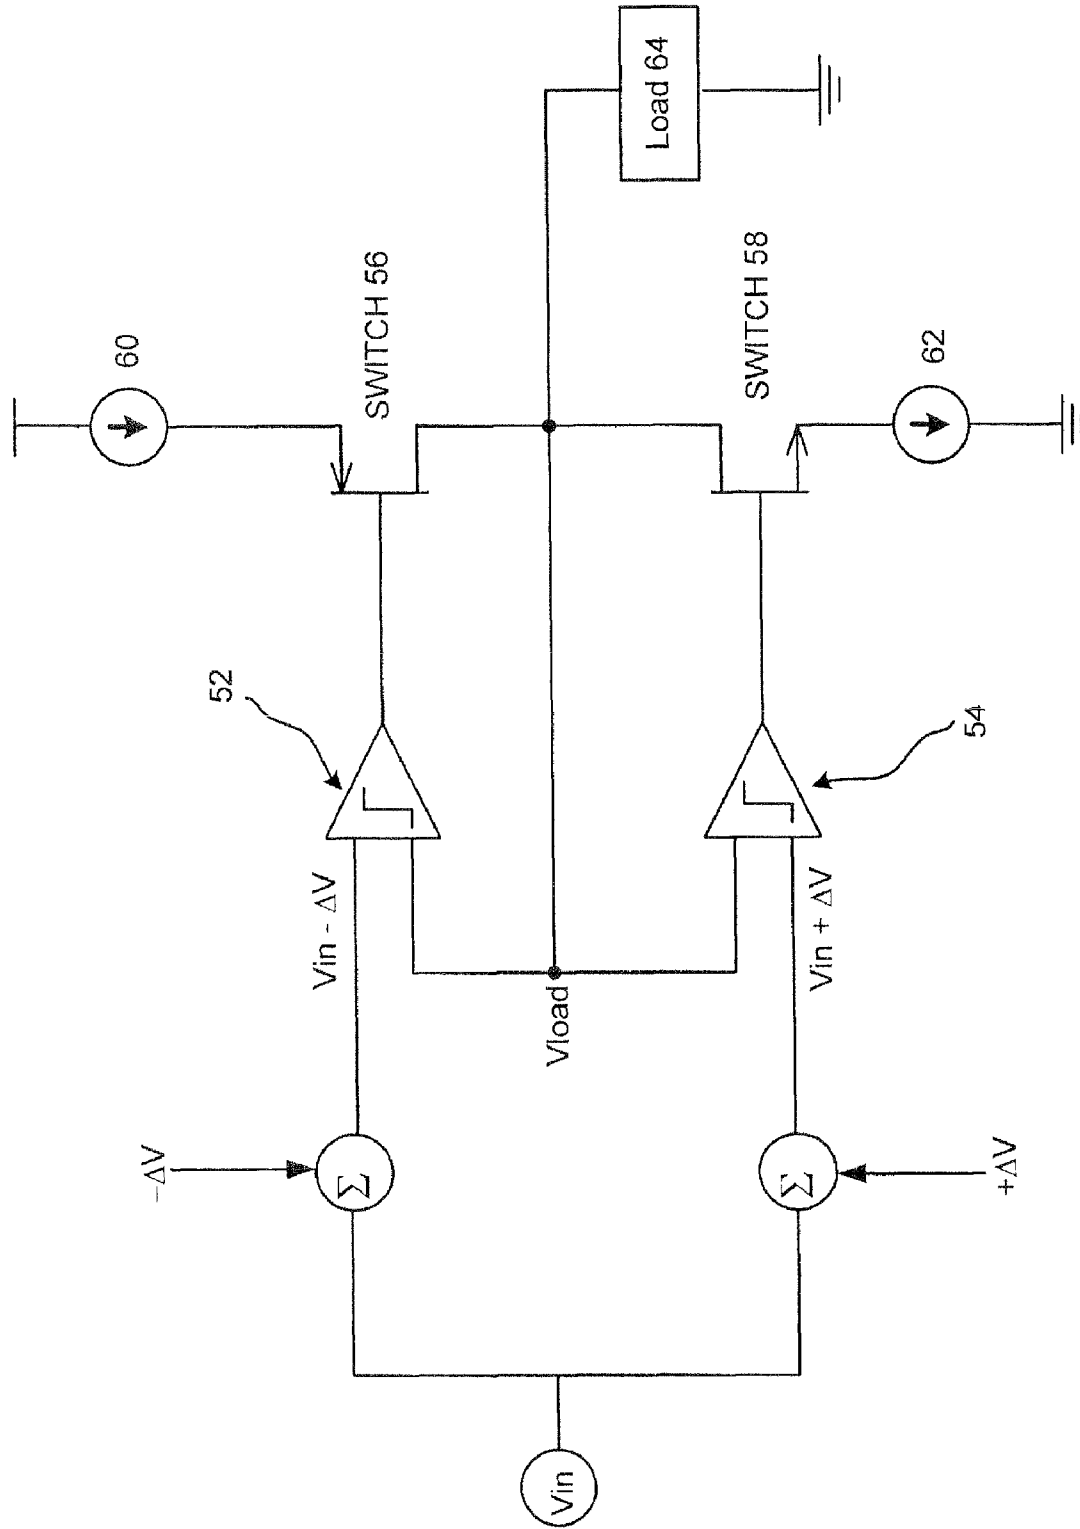 60
SWITCH 56
Load 64
52
-ΔV
Vin - ΔV
Σ
Vin
Vload
Σ
Vin + ΔV
+ΔV
54
SWITCH 58
62